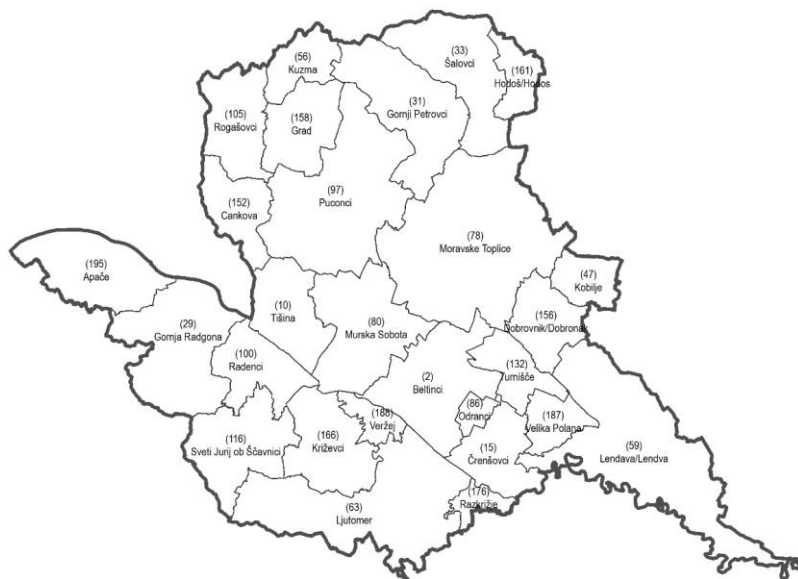 (56)
Kuzma
(33)
Šalovci
(161)
Hodoš/Hodos
(105)
Rogašovci
(158)
Grad
(31)
Gornji Petrovci
(152)
Cankova
(97)
Puconci
(78)
Moravske Toplice
(195)
Apače
(47)
Kobilje
(10)
Tišina
(156)
Dobrovnik/Dobronak
(29)
Gornja Radgona
(80)
Murska Sobota
(100)
Radenci
(132)
Turnišče
(2)
Beltinci
(86)
Odranci
(187)
Velika Polana
(188)
Veržej
(116)
Sveti Jurij ob Ščavnici
(166)
Križevci
(15)
Črenšovci
(59)
Lendava/Lendva
(176)
Razkrižje
(63)
Ljutomer